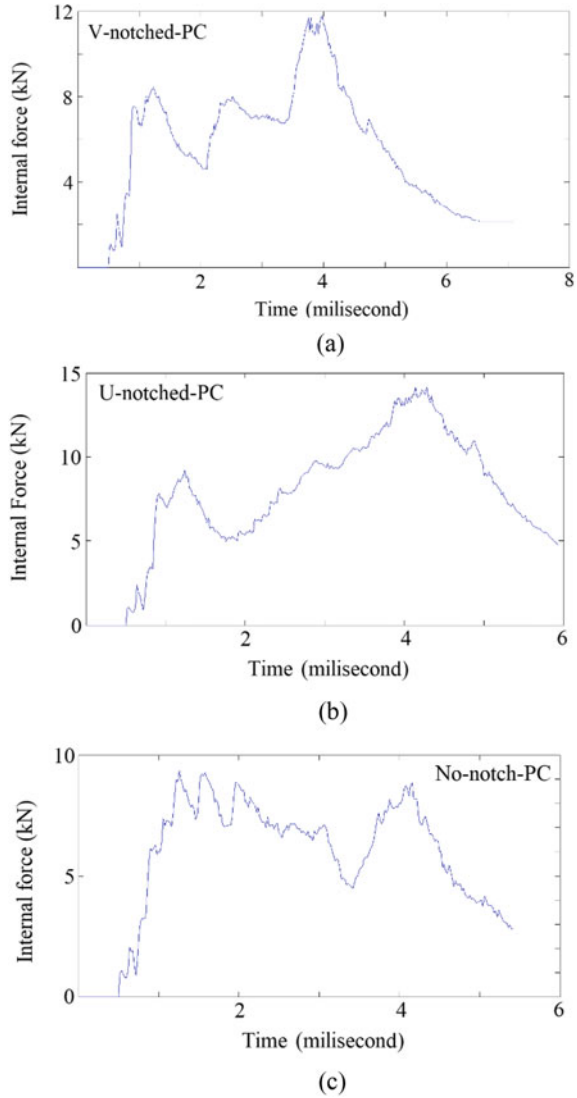 V-notched-PC
Internal force (kN)
12
8
4
2
4
6
8
Time (milisecond)
(a)
U-notched-PC
Internal Force (kN)
15
10
5
0
2
4
6
Time (milisecond)
(b)
No-notch-PC
Internal force (kN)
10
5
0
2
4
6
Time (milisecond)
(c)